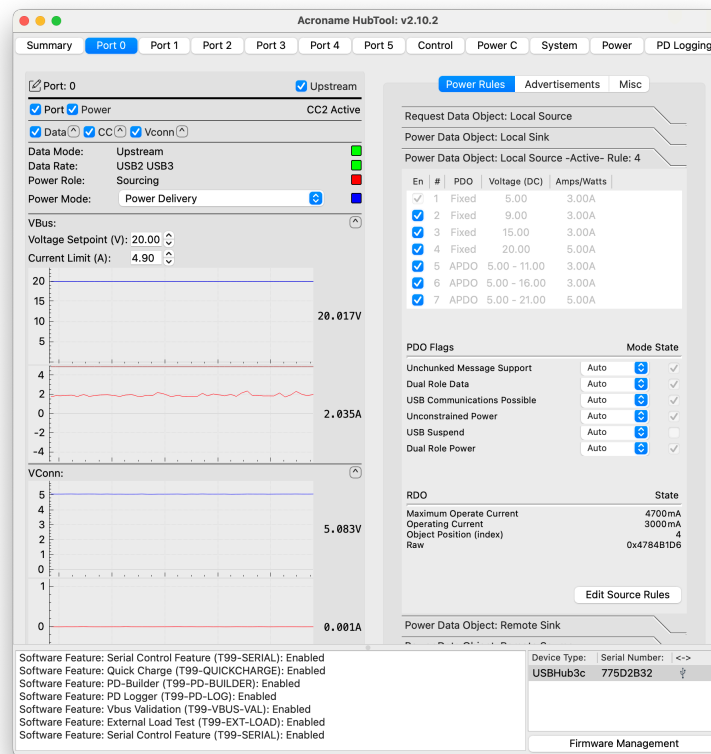 Acroname HubTool: v2.10.2
Summary Port 0 Port 1 Port 2 Port 3 Port 4 Port 5 Control Power C System Power PD Logging
Port: 0 Upstream
Port Power CC2 Active
Data CC Vconn
Data Mode: Upstream
Data Rate: USB2 USB3
Power Role: Sourcing
Power Mode: Power Delivery
VBus:
Voltage Setpoint (V): 20.00
Current Limit (A): 4.90
20
15
10
5
20.017V
4
2
0
−2
−4
2.035A
VConn:
5
4
3
2
1
0
5.083V
1
0
0.001A
Power Rules Advertisements Misc
Request Data Object: Local Source
Power Data Object: Local Sink
Power Data Object: Local Source -Active- Rule: 4
En # PDO Voltage (DC) Amps/Watts
1 Fixed 5.00 3.00A
2 Fixed 9.00 3.00A
3 Fixed 15.00 3.00A
4 Fixed 20.00 5.00A
5 APDO 5.00 - 11.00 3.00A
6 APDO 5.00 - 16.00 3.00A
7 APDO 5.00 - 21.00 5.00A
PDO Flags Mode State
Unchunked Message Support Auto
Dual Role Data Auto
USB Communications Possible Auto
Unconstrained Power Auto
USB Suspend Auto
Dual Role Power Auto
RDO State
Maximum Operate Current 4700mA
Operating Current 3000mA
Object Position (index) 4
Raw 0x4784B1D6
Edit Source Rules
Power Data Object: Remote Sink
Software Feature: Serial Control Feature (T99-SERIAL): Enabled
Software Feature: Quick Charge (T99-QUICKCHARGE): Enabled
Software Feature: PD-Builder (T99-PD-BUILDER): Enabled
Software Feature: PD Logger (T99-PD-LOG): Enabled
Software Feature: Vbus Validation (T99-VBUS-VAL): Enabled
Software Feature: External Load Test (T99-EXT-LOAD): Enabled
Software Feature: Serial Control Feature (T99-SERIAL): Enabled
Device Type: Serial Number: <->
USBHub3c 775D2B32
Firmware Management